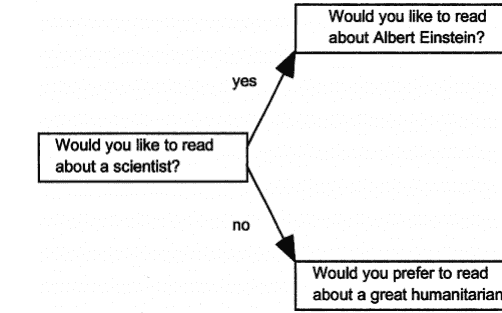 Would you like to read
about Albert Einstein?
yes
Would you like to read
about a scientist?
no
Would you prefer to read
about a great humanitarian